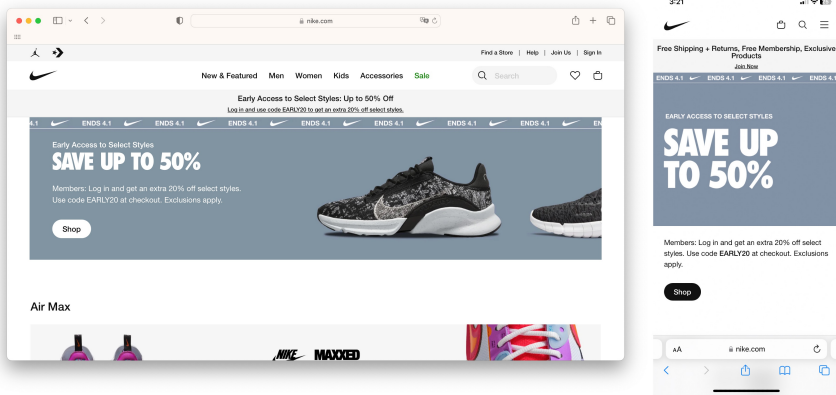 nike.com
Find a Store | Help | Join Us | Sign In
New & Featured Men Women Kids Accessories Sale
Search
Early Access to Select Styles: Up to 50% Off
Log in and use code EARLY20 to get an extra 20% off select styles.
4.1 ENDS 4.1 ENDS 4.1 ENDS 4.1 ENDS 4.1 ENDS 4.1 ENDS 4.1 ENDS 4.1 EN
Early Access to Select Styles
SAVE UP TO 50%
Members: Log in and get an extra 20% off select styles.
Use code EARLY20 at checkout. Exclusions apply.
Shop
Air Max
NIKE MAXXED
3:21
Free Shipping + Returns, Free Membership, Exclusive
Products
Join Now
ENDS 4.1 ENDS 4.1 ENDS 4.1 ENDS 4.1
EARLY ACCESS TO SELECT STYLES
SAVE UP
TO 50%
Members: Log in and get an extra 20% off select
styles. Use code EARLY20 at checkout. Exclusions
apply.
Shop
AA nike.com